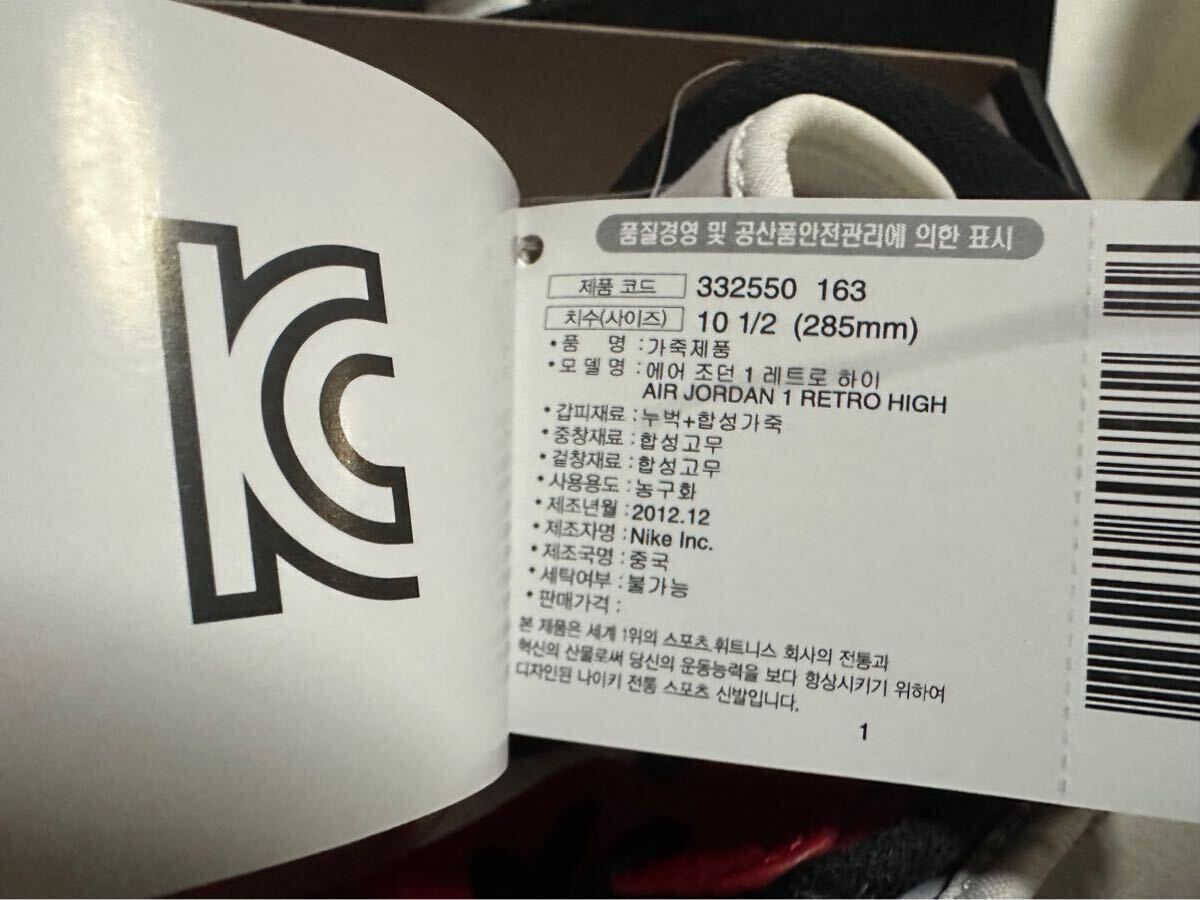 KC
품질경영 및 공산품안전관리에 의한 표시
제품 코드 332550 163
치수(사이즈) 10 1/2 (285mm)
• 품 명 : 가죽제품
• 모 델 명 : 에어 조던 1 레트로 하이
AIR JORDAN 1 RETRO HIGH
• 갑피재료 : 누벅+합성가죽
• 중창재료 : 합성고무
• 겉창재료 : 합성고무
• 사용용도 : 농구화
• 제조년월 : 2012.12
• 제조자명 : Nike Inc.
• 제조국명 : 중국
• 세탁여부 : 불가능
• 판매가격 :
본 제품은 세계 1위의 스포츠 휘트니스 회사의 전통과
혁신의 산물로써 당신의 운동능력을 보다 향상시키기 위하여
디자인된 나이키 전통 스포츠 신발입니다.
1